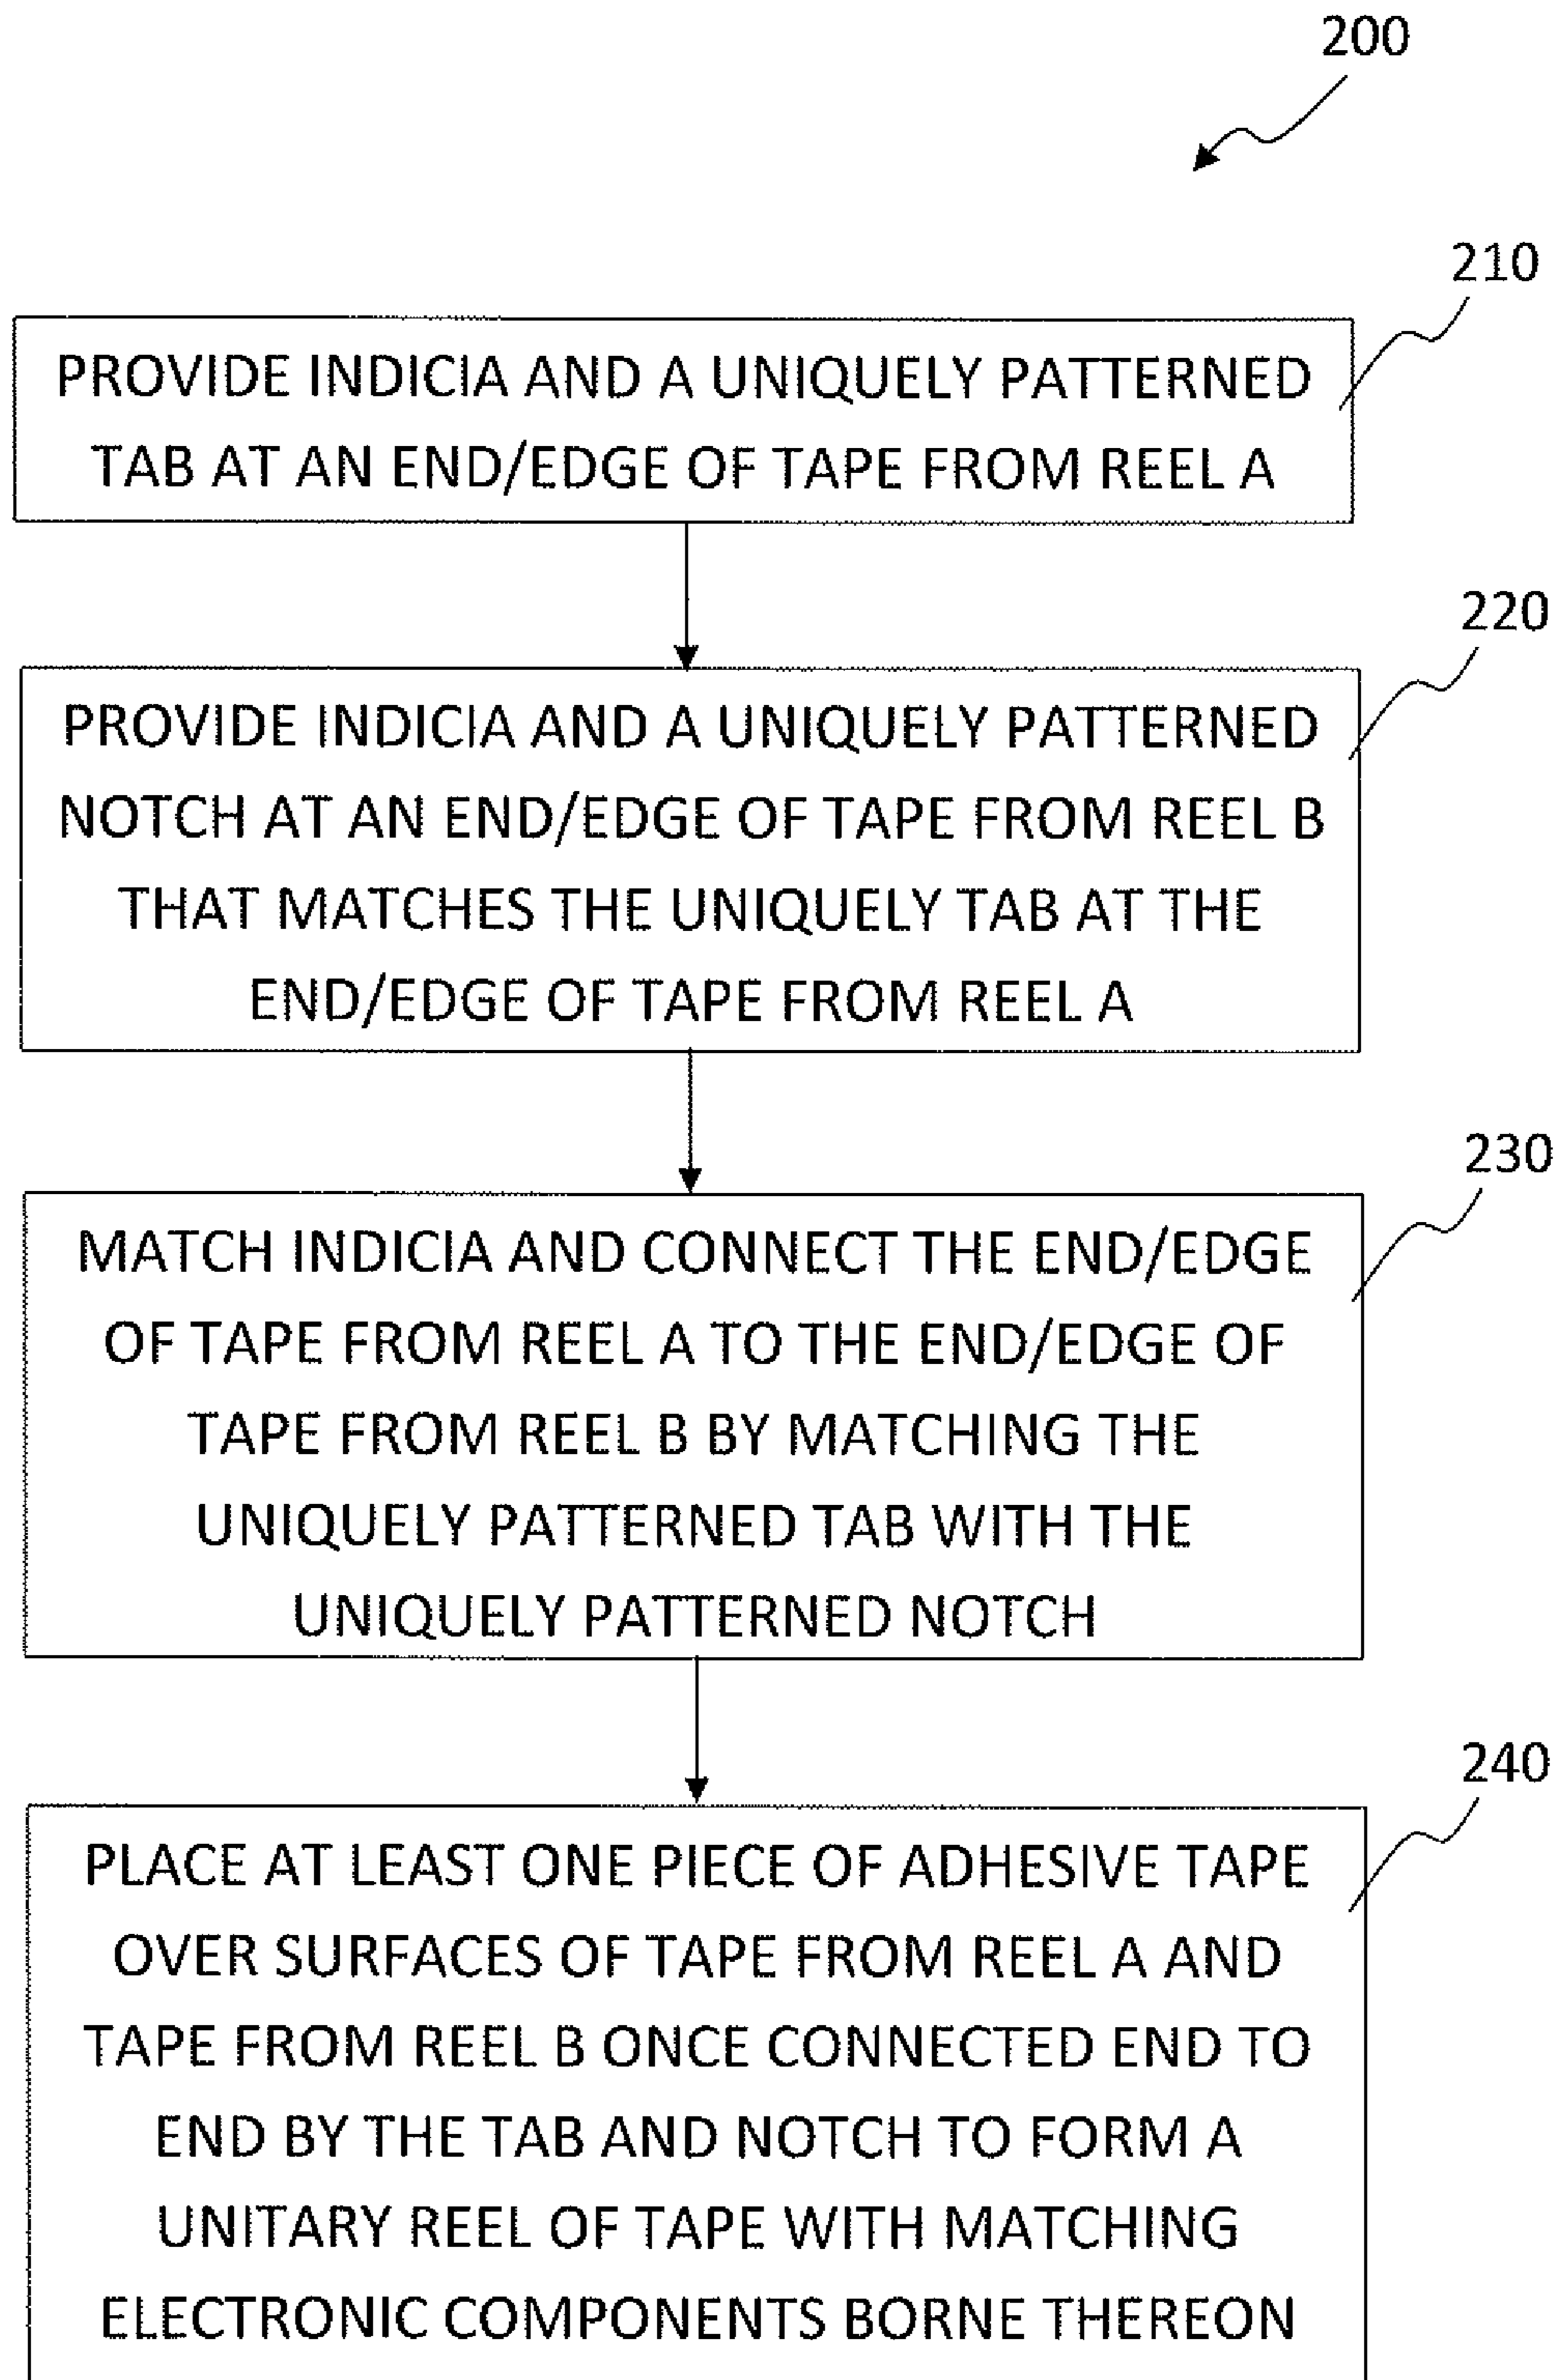 200
210
PROVIDE INDICIA AND A UNIQUELY PATTERNED
TAB AT AN END/EDGE OF TAPE FROM REEL A
220
PROVIDE INDICIA AND A UNIQUELY PATTERNED
NOTCH AT AN END/EDGE OF TAPE FROM REEL B
THAT MATCHES THE UNIQUELY TAB AT THE
END/EDGE OF TAPE FROM REEL A
230
MATCH INDICIA AND CONNECT THE END/EDGE
OF TAPE FROM REEL A TO THE END/EDGE OF
TAPE FROM REEL B BY MATCHING THE
UNIQUELY PATTERNED TAB WITH THE
UNIQUELY PATTERNED NOTCH
240
PLACE AT LEAST ONE PIECE OF ADHESIVE TAPE
OVER SURFACES OF TAPE FROM REEL A AND
TAPE FROM REEL B ONCE CONNECTED END TO
END BY THE TAB AND NOTCH TO FORM A
UNITARY REEL OF TAPE WITH MATCHING
ELECTRONIC COMPONENTS BORNE THEREON